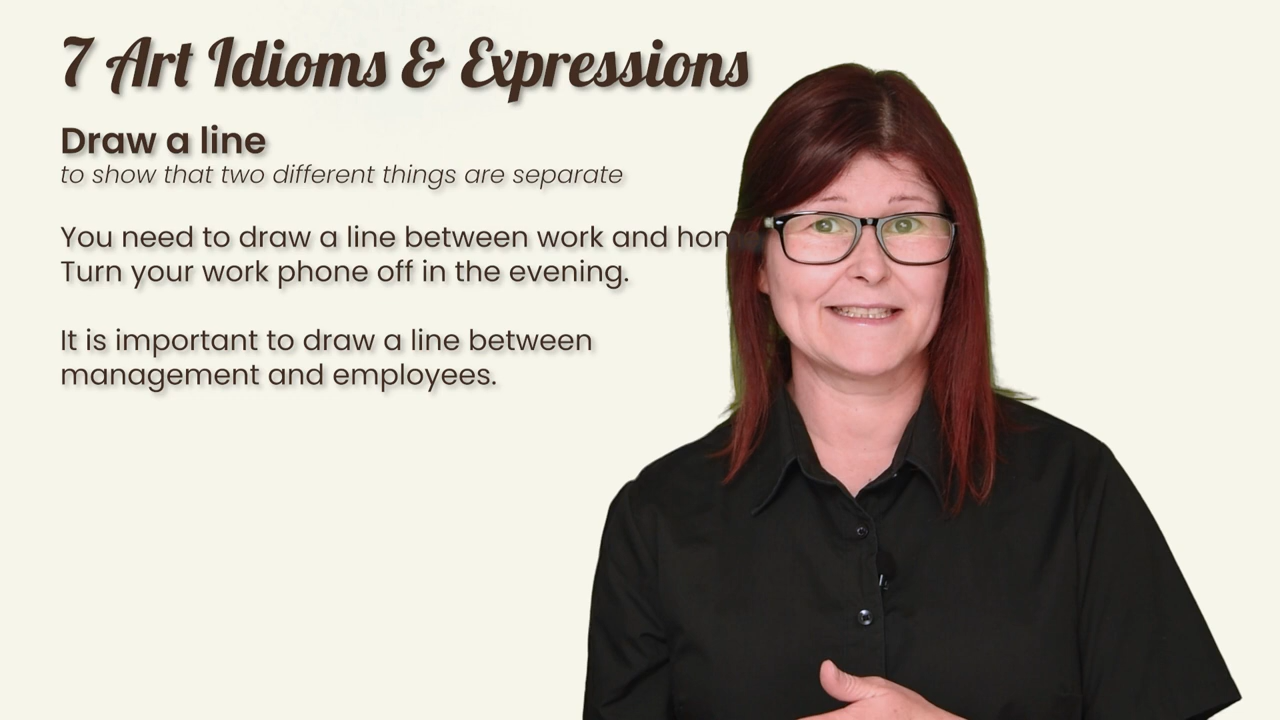 7 Art Idioms & Expressions
Draw a line
to show that two different things are separate
You need to draw a line between work and
Turn your work phone off in the evening.
It is important to draw a line between
management and employees.